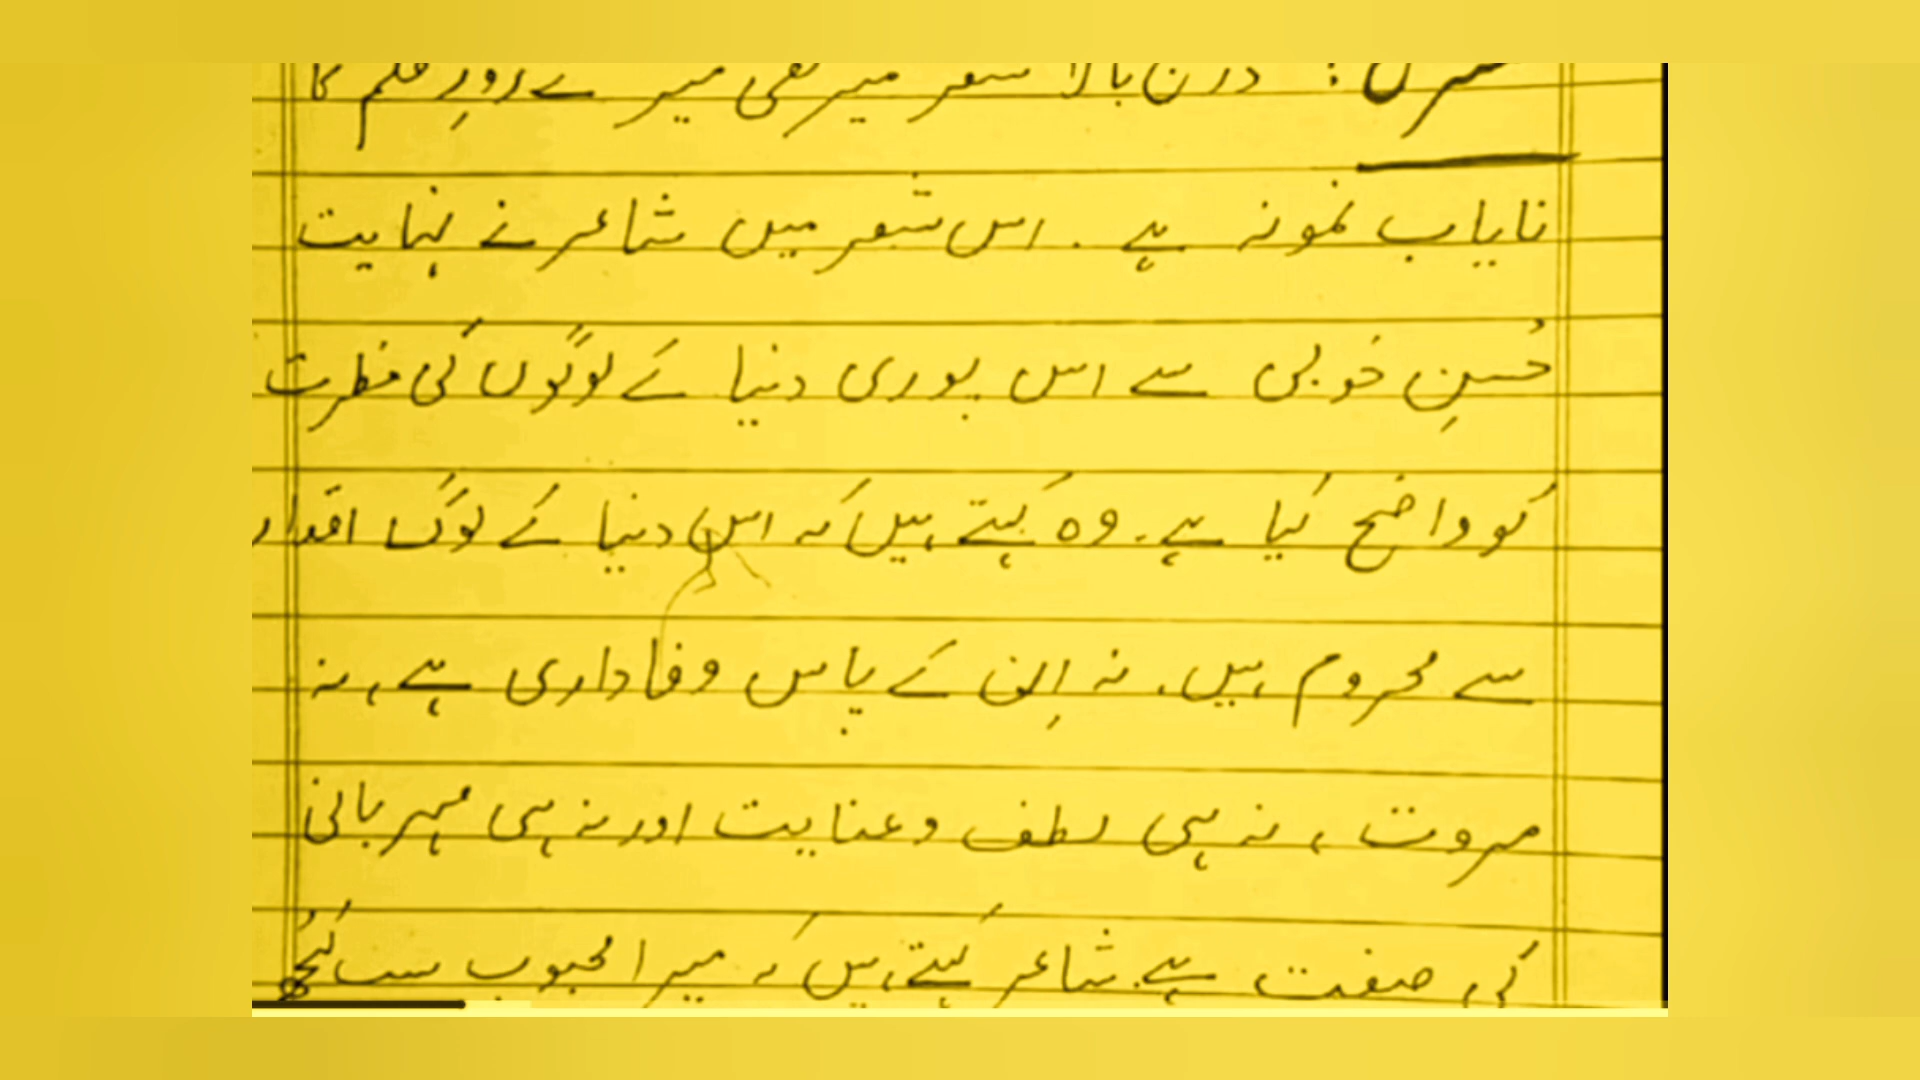 تشریح : درج بالا شعر میر تقی میر کے زورِ قلم کا
نایاب نمونہ ہے . اس شعر میں شاعر نے نہایت
حُسنِ خوبی سے اس پوری دنیا کے لوگوں کی فطرت
کو واضح کیا ہے . وہ کہتے ہیں کہ اس دنیا کے لوگ اقدار
سے محروم ہیں . نہ اِن کے پاس وفاداری ہے ، نہ
مروت ، نہ ہی لطف و عنایت اور نہ ہی مہربانی
کی صفت ہے . شاعر کہتے ہیں کہ میرا محبوب سب کُچھ